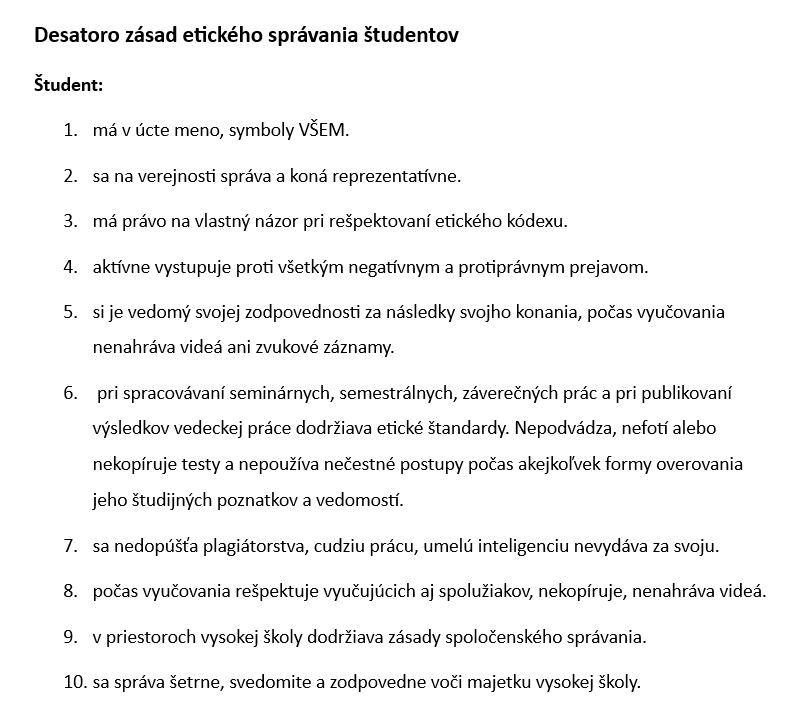 Desatoro zásad etického správania študentov
Študent:
1. má v úcte meno, symboly VŠEM.
2. sa na verejnosti správa a koná reprezentatívne.
3. má právo na vlastný názor pri rešpektovaní etického kódexu.
4. aktívne vystupuje proti všetkým negatívnym a protiprávnym prejavom.
5. si je vedomý svojej zodpovednosti za následky svojho konania, počas vyučovania
nenahráva videá ani zvukové záznamy.
6. pri spracovávaní seminárnych, semestrálnych, záverečných prác a pri publikovaní
výsledkov vedeckej práce dodržiava etické štandardy. Nepodvádza, nefotí alebo
nekopíruje testy a nepoužíva nečestné postupy počas akejkoľvek formy overovania
jeho študijných poznatkov a vedomostí.
7. sa nedopúšťa plagiátorstva, cudziu prácu, umelú inteligenciu nevydáva za svoju.
8. počas vyučovania rešpektuje vyučujúcich aj spolužiakov, nekopíruje, nenahráva videá.
9. v priestoroch vysokej školy dodržiava zásady spoločenského správania.
10. sa správa šetrne, svedomite a zodpovedne voči majetku vysokej školy.